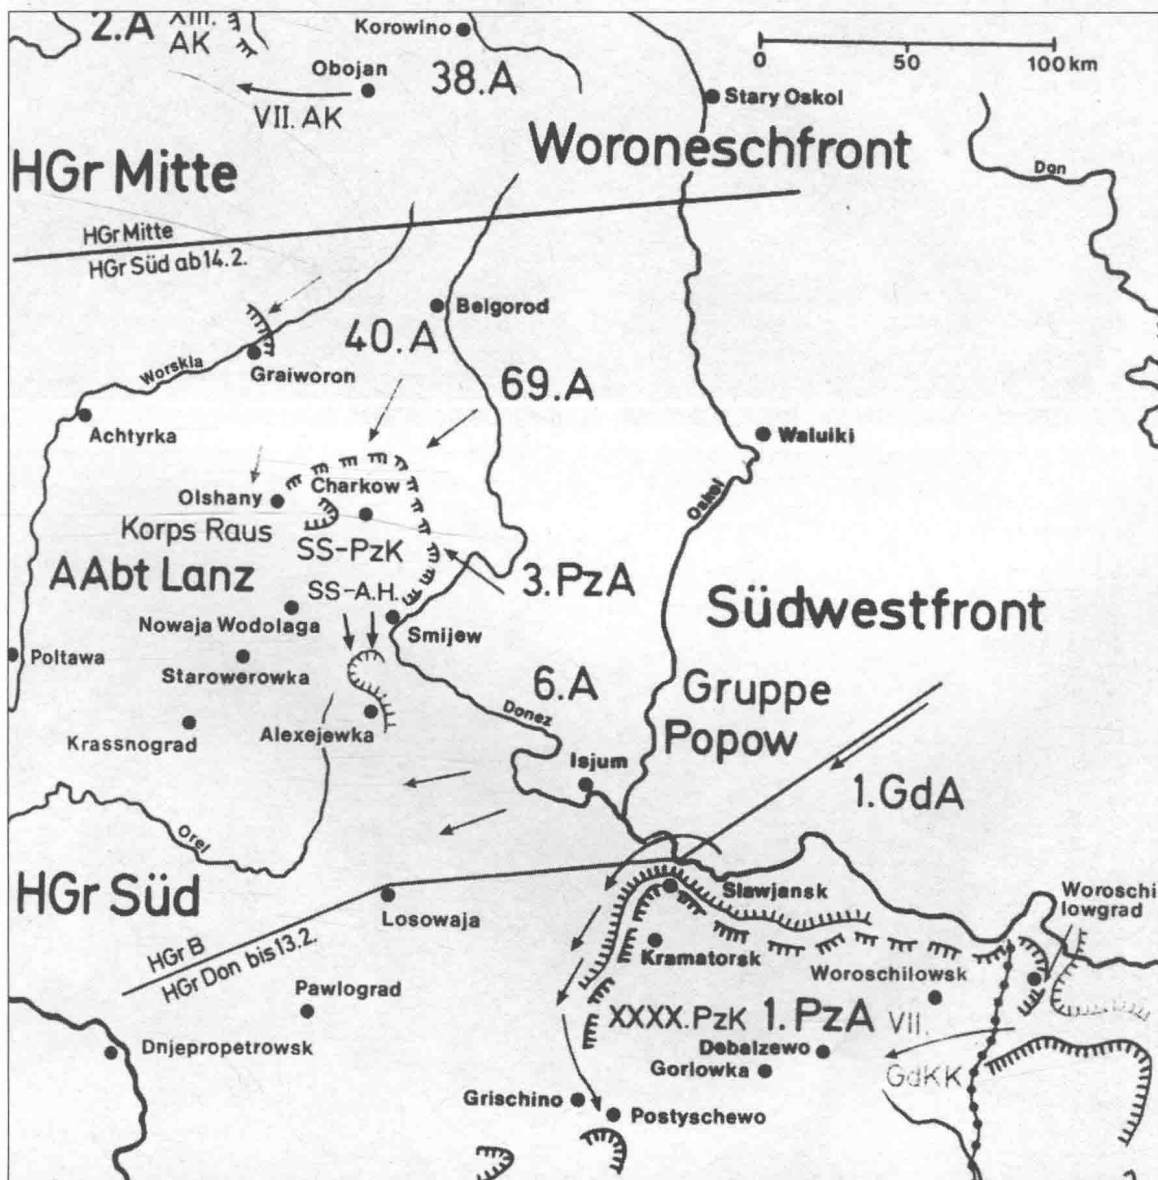 2.A
XIII.
AK
Korowino
Obojan
38.A
VII. AK
0 50 100 km
Stary Oskol
Woroneschfront
HGr Mitte
Don
HGr Mitte
HGr Süd ab 14.2.
Belgorod
40.A
Worskla
Graiworon
69.A
Achtyrka
Waluiki
Olshany
Charkow
Oskol
Korps Raus
SS-PzK
AAbt Lanz
SS-A.H.
3.PzA
Südwestfront
Nowaja Wodolaga
Smijew
Poltawa
Starowerowka
6.A
Gruppe
Popow
Krassnograd
Alexejewka
Donez
Isjum
1.GdA
Orel
HGr Süd
Slawjansk
Woroschi
lowgrad
Losowaja
HGr B
HGr Don bis 13.2.
Kramatorsk
Woroschilowsk
Pawlograd
XXXX.PzK 1.PzA VII.
Dnjepropetrowsk
Debalzewo
Gorlowka
GdKK
Grischino
Postyschewo